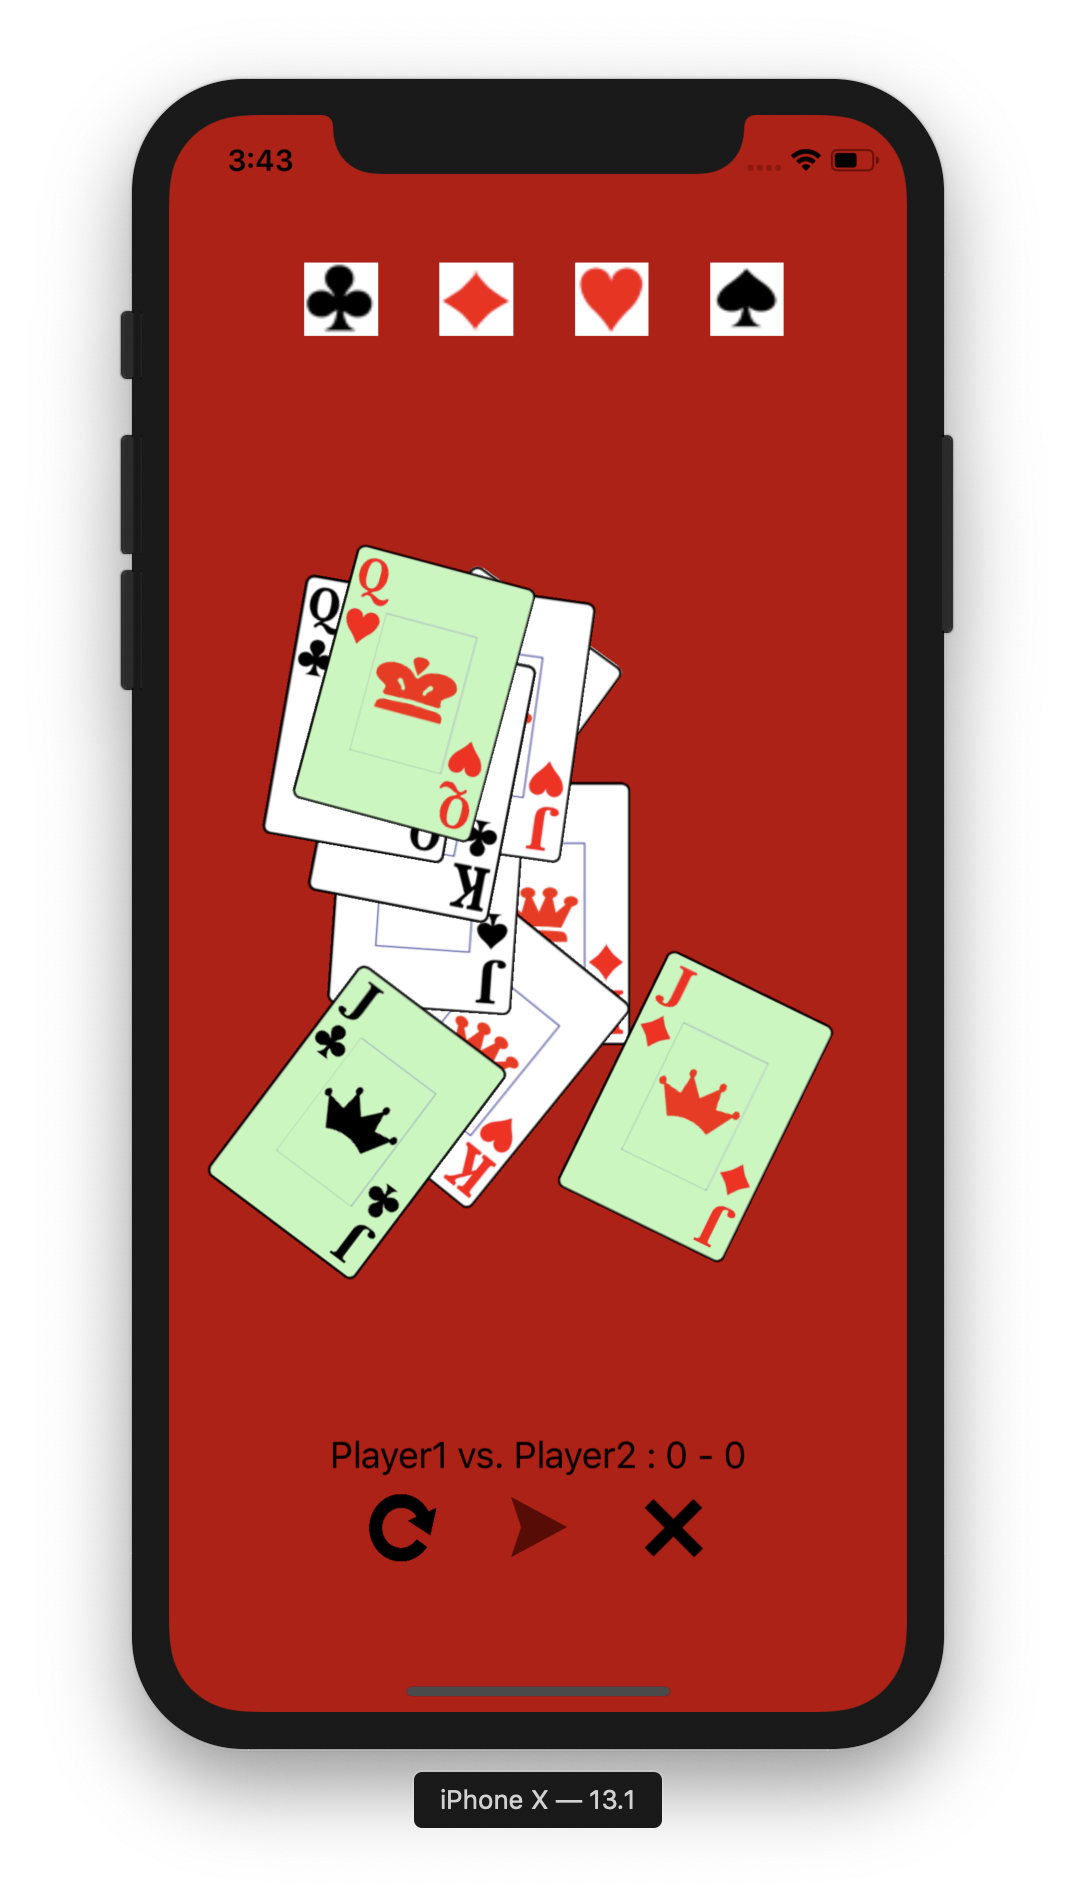 3:43
Q
Q
Q
J
O
K
J
J
J
K
J
J
Player1 vs. Player2 : 0 - 0
iPhone X — 13.1